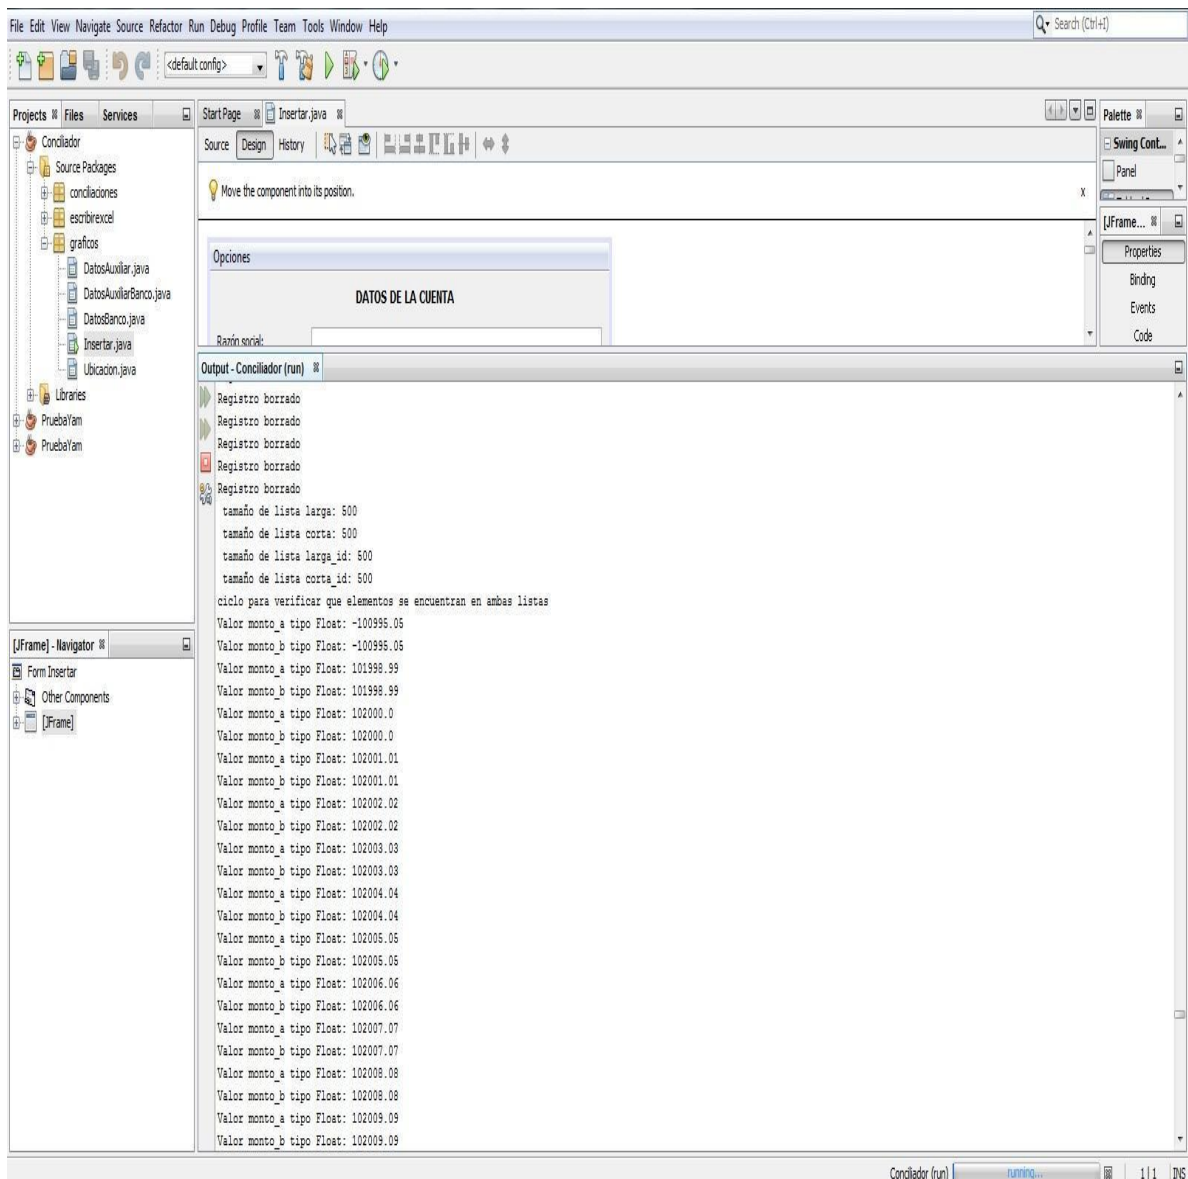 File Edit View Navigate Source Refactor Run Debug Profile Team Tools Window Help
Search (Ctrl+I)
<default config>
Projects Files Services
Conciliador
Source Packages
conciliaciones
escribirexcel
graficos
DatosAuxiliar.java
DatosAuxiliarBanco.java
DatosBanco.java
Insertar.java
Ubicacion.java
Libraries
PruebaYam
PruebaYam
[JFrame] - Navigator
Form Insertar
Other Components
[JFrame]
Start Page Insertar.java
Source Design History
Move the component into its position. x
Opciones
DATOS DE LA CUENTA
Razón social:
Palette
Swing Cont...
Panel
[JFrame...
Properties
Binding
Events
Code
Output - Conciliador (run)
Registro borrado
Registro borrado
Registro borrado
Registro borrado
Registro borrado
tamaño de lista larga: 500
tamaño de lista corta: 500
tamaño de lista larga_id: 500
tamaño de lista corta_id: 500
ciclo para verificar que elementos se encuentran en ambas listas
Valor monto_a tipo Float: -100995.05
Valor monto_b tipo Float: -100995.05
Valor monto_a tipo Float: 101998.99
Valor monto_b tipo Float: 101998.99
Valor monto_a tipo Float: 102000.0
Valor monto_b tipo Float: 102000.0
Valor monto_a tipo Float: 102001.01
Valor monto_b tipo Float: 102001.01
Valor monto_a tipo Float: 102002.02
Valor monto_b tipo Float: 102002.02
Valor monto_a tipo Float: 102003.03
Valor monto_b tipo Float: 102003.03
Valor monto_a tipo Float: 102004.04
Valor monto_b tipo Float: 102004.04
Valor monto_a tipo Float: 102005.05
Valor monto_b tipo Float: 102005.05
Valor monto_a tipo Float: 102006.06
Valor monto_b tipo Float: 102006.06
Valor monto_a tipo Float: 102007.07
Valor monto_b tipo Float: 102007.07
Valor monto_a tipo Float: 102008.08
Valor monto_b tipo Float: 102008.08
Valor monto_a tipo Float: 102009.09
Valor monto_b tipo Float: 102009.09
Conciliador (run) running... 1|1 INS